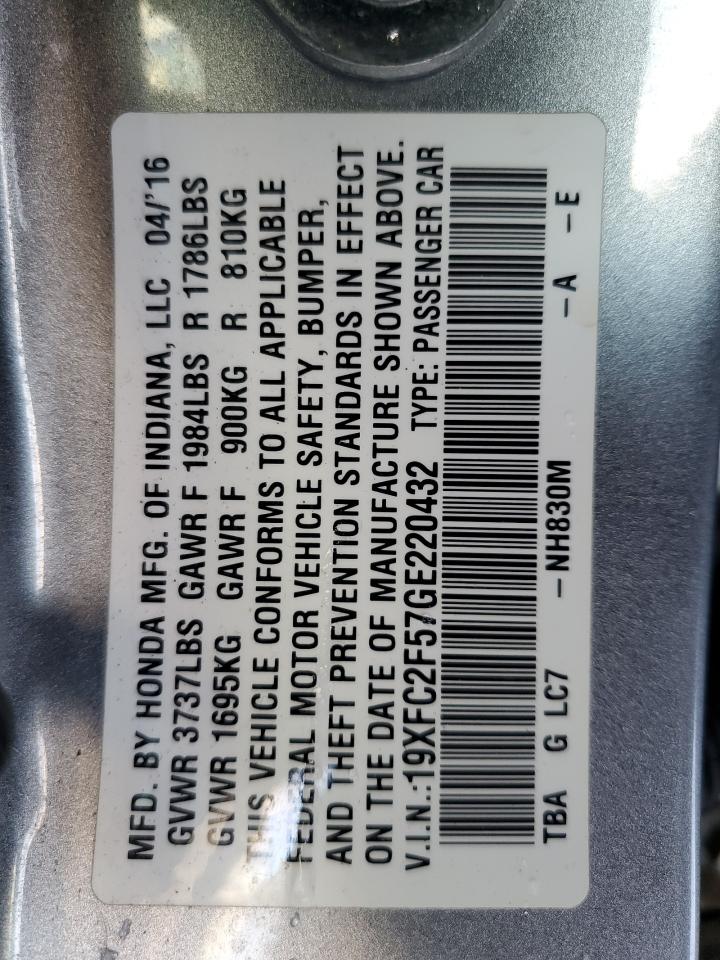 MFD. BY HONDA MFG. OF INDIANA, LLC 04/'16
GVWR 3737LBS GAWR F 1984LBS R 1786LBS
GVWR 1695KG GAWR F 900KG R 810KG
THIS VEHICLE CONFORMS TO ALL APPLICABLE
FEDERAL MOTOR VEHICLE SAFETY, BUMPER,
AND THEFT PREVENTION STANDARDS IN EFFECT
ON THE DATE OF MANUFACTURE SHOWN ABOVE.
V.I.N.:19XFC2F57GE220432 TYPE: PASSENGER CAR
TBA G LC7 -NH830M -A -E